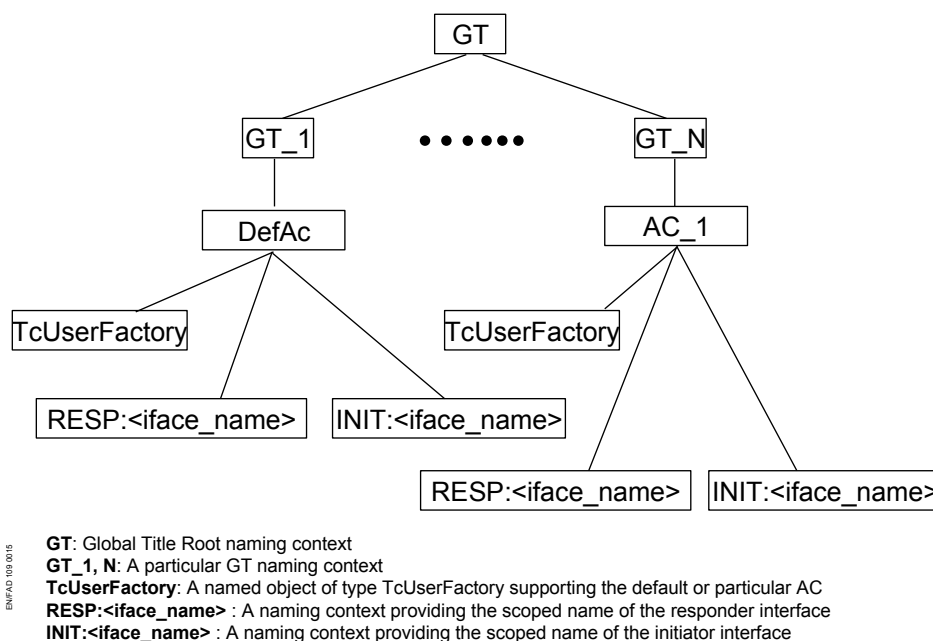 GT
GT_1
GT_N
DefAc
AC_1
TcUserFactory
TcUserFactory
RESP:<iface_name>
INIT:<iface_name>
RESP:<iface_name>
INIT:<iface_name>
GT: Global Title Root naming context
GT_1, N: A particular GT naming context
TcUserFactory: A named object of type TcUserFactory supporting the default or particular AC
RESP:<iface_name> : A naming context providing the scoped name of the responder interface
INIT:<iface_name> : A naming context providing the scoped name of the initiator interface
EN/FAD 109 0015